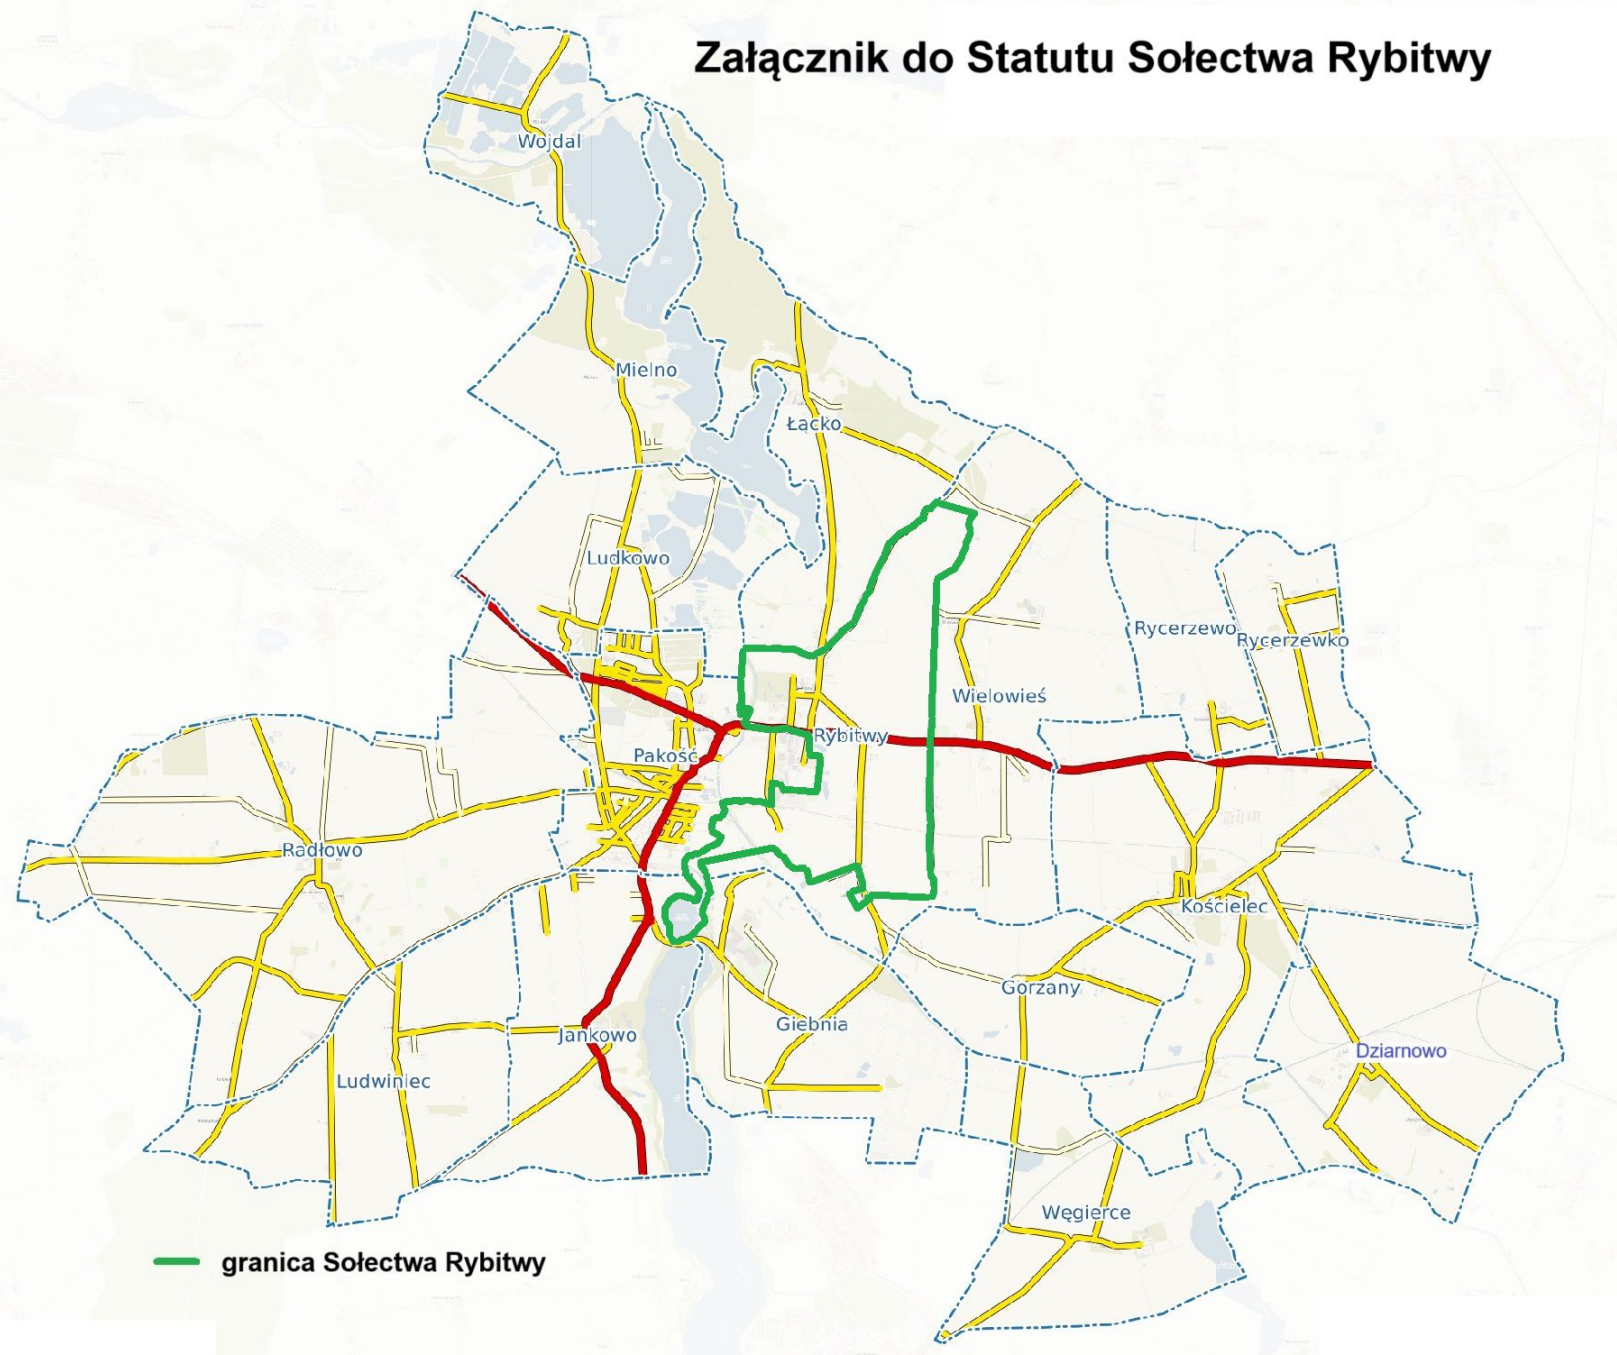 Załącznik do Statutu Sołectwa Rybitwy
Wojdal
Mielno
Łącko
Ludkowo
Rycerzewo
Rycerzewko
Wielowieś
Rybitwy
Pakość
Radłowo
Kościelec
Gorzany
Giebnia
Jankowo
Dziarnowo
Ludwiniec
Węgierce
granica Sołectwa Rybitwy